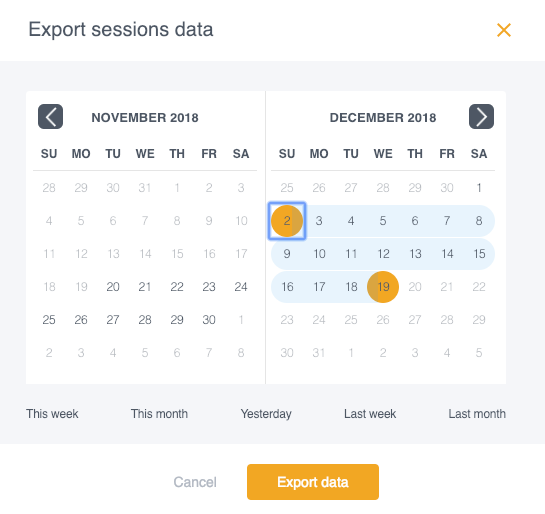 Export sessions data
NOVEMBER 2018
SU MO TU WE TH FR SA
28 29 30 31 1 2 3
4 5 6 7 8 9 10
11 12 13 14 15 16 17
18 19 20 21 22 23 24
25 26 27 28 29 30 1
2 3 4 5 6 7 8
DECEMBER 2018
SU MO TU WE TH FR SA
25 26 27 28 29 30 1
2 3 4 5 6 7 8
9 10 11 12 13 14 15
16 17 18 19 20 21 22
23 24 25 26 27 28 29
30 31 1 2 3 4 5
This week This month Yesterday Last week Last month
Cancel Export data